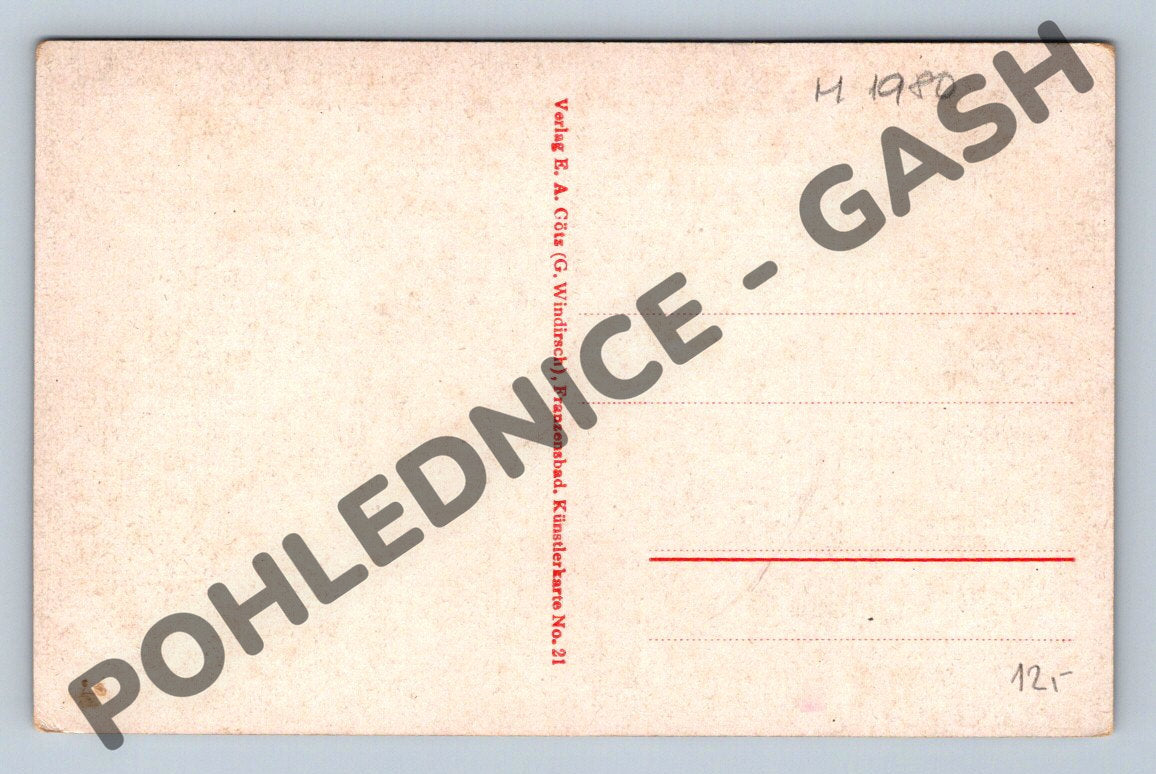 H 1980
Verlag E. A. Götz (G. Windirsch), Franzensbad. Künstlerkarte No. 21
POHLEDNICE - GASH
12,-